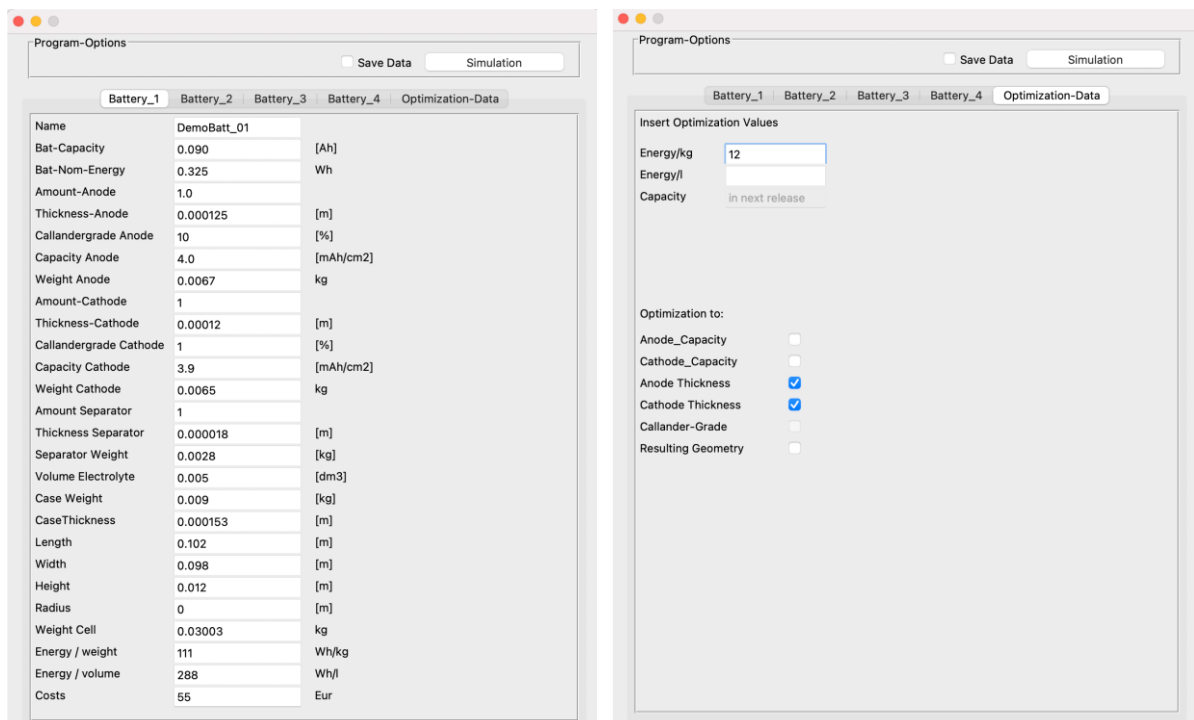 Program-Options
Save Data Simulation
Battery_1 Battery_2 Battery_3 Battery_4 Optimization-Data
Name DemoBatt_01
Bat-Capacity 0.090 [Ah]
Bat-Nom-Energy 0.325 Wh
Amount-Anode 1.0
Thickness-Anode 0.000125 [m]
Callandergrade Anode 10 [%]
Capacity Anode 4.0 [mAh/cm2]
Weight Anode 0.0067 kg
Amount-Cathode 1
Thickness-Cathode 0.00012 [m]
Callandergrade Cathode 1 [%]
Capacity Cathode 3.9 [mAh/cm2]
Weight Cathode 0.0065 kg
Amount Separator 1
Thickness Separator 0.000018 [m]
Separator Weight 0.0028 [kg]
Volume Electrolyte 0.005 [dm3]
Case Weight 0.009 [kg]
CaseThickness 0.000153 [m]
Length 0.102 [m]
Width 0.098 [m]
Height 0.012 [m]
Radius 0 [m]
Weight Cell 0.03003 kg
Energy / weight 111 Wh/kg
Energy / volume 288 Wh/l
Costs 55 Eur
Program-Options
Save Data Simulation
Battery_1 Battery_2 Battery_3 Battery_4 Optimization-Data
Insert Optimization Values
Energy/kg 12
Energy/l
Capacity in next release
Optimization to:
Anode_Capacity
Cathode_Capacity
Anode Thickness
Cathode Thickness
Callander-Grade
Resulting Geometry